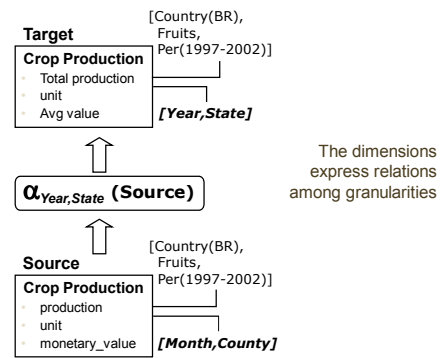 Target
[Country(BR),
Fruits,
Per(1997-2002)]
Crop Production
• Total production
• unit
• Avg value
[Year,State]
αYear,State (Source)
The dimensions
express relations
among granularities
Source
[Country(BR),
Fruits,
Per(1997-2002)]
Crop Production
• production
• unit
• monetary_value
[Month,County]